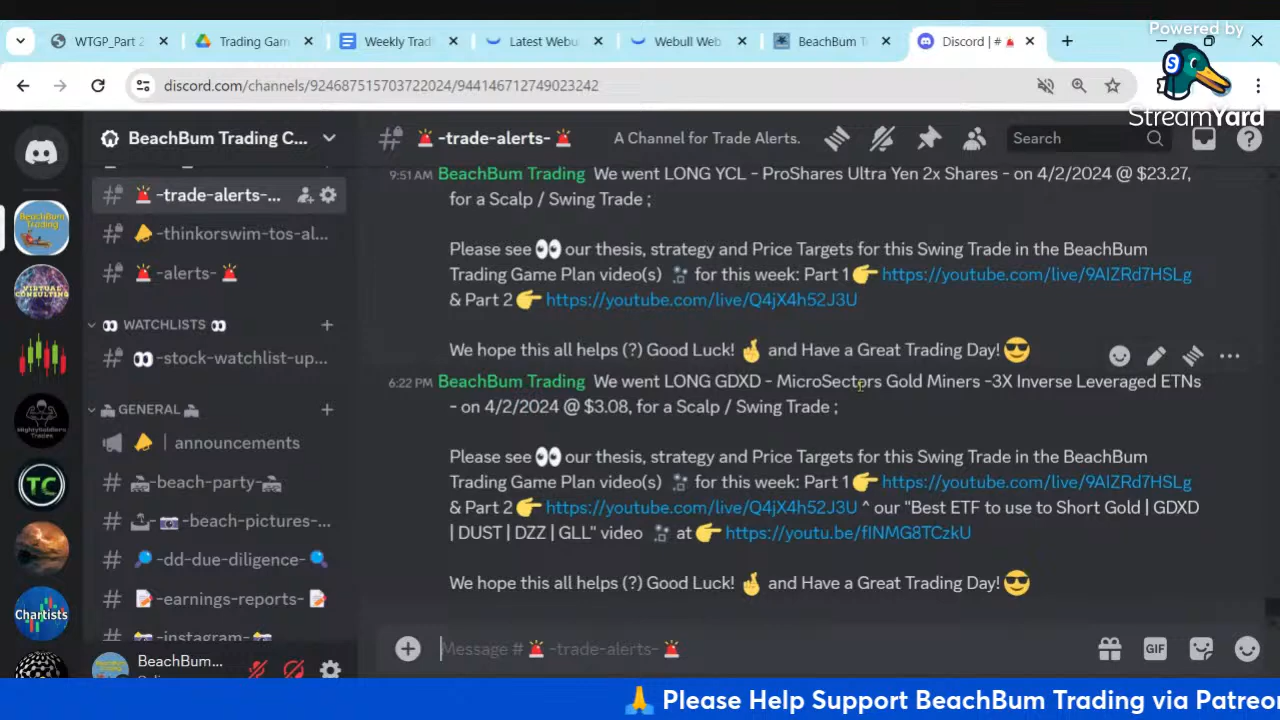 Powered by
StreamYard
WTGP_Part 2
Trading Gam
Weekly Trad
Latest Webu
Webull Web
BeachBum T
Discord | #
discord.com/channels/924687515703722024/944146712749023242
BeachBum Trading C...
-trade-alerts-
A Channel for Trade Alerts.
Search
-trade-alerts-...
-thinkorswim-tos-al...
-alerts-
WATCHLISTS
-stock-watchlist-up...
GENERAL
announcements
-beach-party-
-beach-pictures-...
-dd-due-diligence-
-earnings-reports-
-instagram-
BeachBum...
BeachBum Trading
VIRTUAL CONSULTING
TC
Chartists
9:51 AM BeachBum Trading We went LONG YCL - ProShares Ultra Yen 2x Shares - on 4/2/2024 @ $23.27,
for a Scalp / Swing Trade ;
Please see 👀 our thesis, strategy and Price Targets for this Swing Trade in the BeachBum
Trading Game Plan video(s) for this week: Part 1 👉 https://youtube.com/live/9AIZRd7HSLg
& Part 2 👉 https://youtube.com/live/Q4jX4h52J3U
We hope this all helps (?) Good Luck! 🤞 and Have a Great Trading Day! 😎
6:22 PM BeachBum Trading We went LONG GDXD - MicroSectors Gold Miners -3X Inverse Leveraged ETNs
- on 4/2/2024 @ $3.08, for a Scalp / Swing Trade ;
Please see 👀 our thesis, strategy and Price Targets for this Swing Trade in the BeachBum
Trading Game Plan video(s) for this week: Part 1 👉 https://youtube.com/live/9AIZRd7HSLg
& Part 2 👉 https://youtube.com/live/Q4jX4h52J3U ^ our "Best ETF to use to Short Gold | GDXD
| DUST | DZZ | GLL" video at 👉 https://youtu.be/fINMG8TCzkU
We hope this all helps (?) Good Luck! 🤞 and Have a Great Trading Day! 😎
Message # 🚨 -trade-alerts- 🚨
GIF
🙏 Please Help Support BeachBum Trading via Patreo